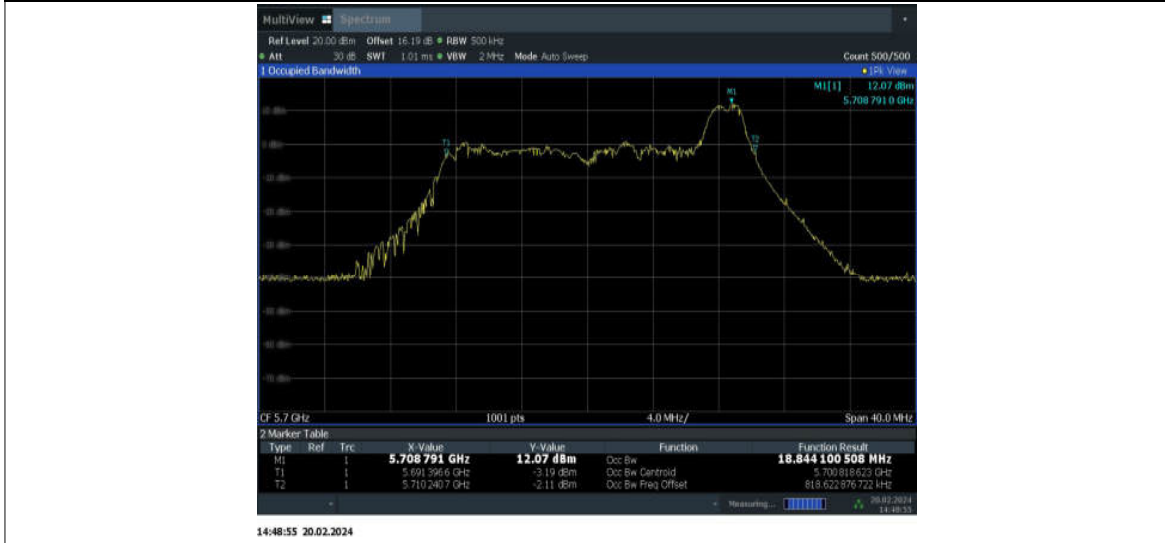 MultiView Spectrum
Ref Level 20.00 dBm Offset 16.19 dB RBW 500 kHz
Att 30 dB SWT 1.01 ms VBW 2 MHz Mode Auto Sweep Count 500/500
1 Occupied Bandwidth 1Pk View
M1[1] 12.07 dBm
5.708 791 0 GHz
M1
T1
T2
CF 5.7 GHz 1001 pts 4.0 MHz/ Span 40.0 MHz
2 Marker Table
Type Ref Trc X-Value Y-Value Function Function Result
M1 1 5.708 791 GHz 12.07 dBm Occ Bw 18.844 100 508 MHz
T1 1 5.691 396 6 GHz -3.19 dBm Occ Bw Centroid 5.700 818 623 GHz
T2 1 5.710 240 7 GHz -2.11 dBm Occ Bw Freq Offset 818.622 876 722 kHz
Measuring... 20.02.2024
14:48:55
14:48:55 20.02.2024